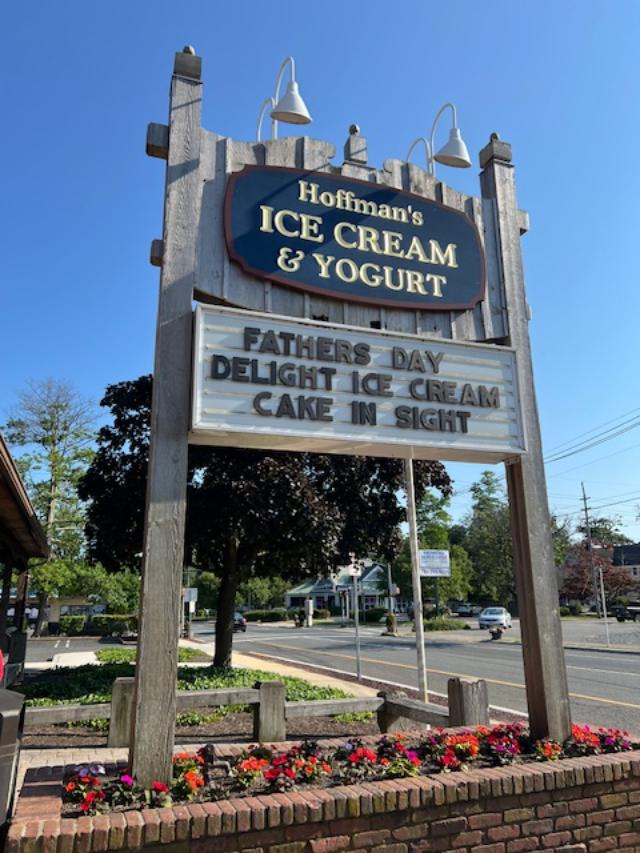 Hoffman's
ICE CREAM
& YOGURT
FATHERS DAY
DELIGHT ICE CREAM
CAKE IN SIGHT